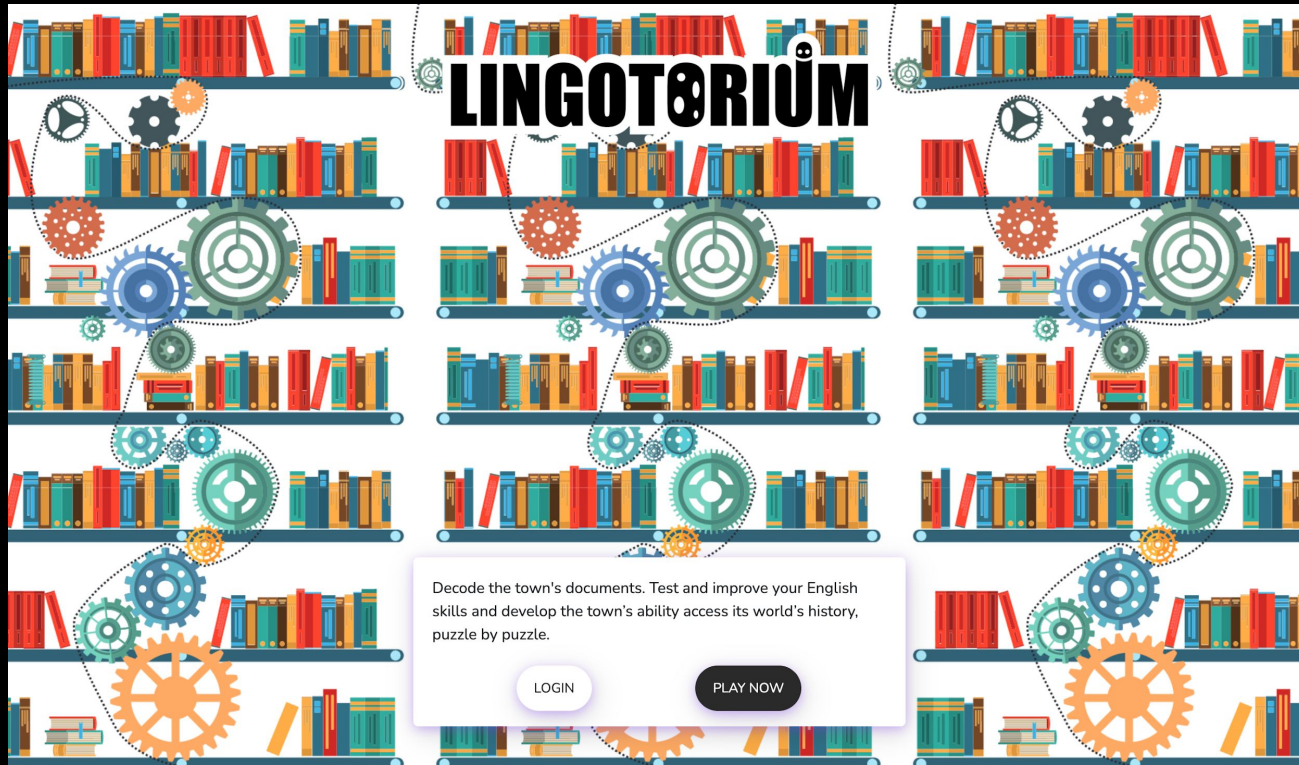 LINGOTORIUM
Decode the town's documents. Test and improve your English
skills and develop the town’s ability access its world’s history,
puzzle by puzzle.
LOGIN
PLAY NOW